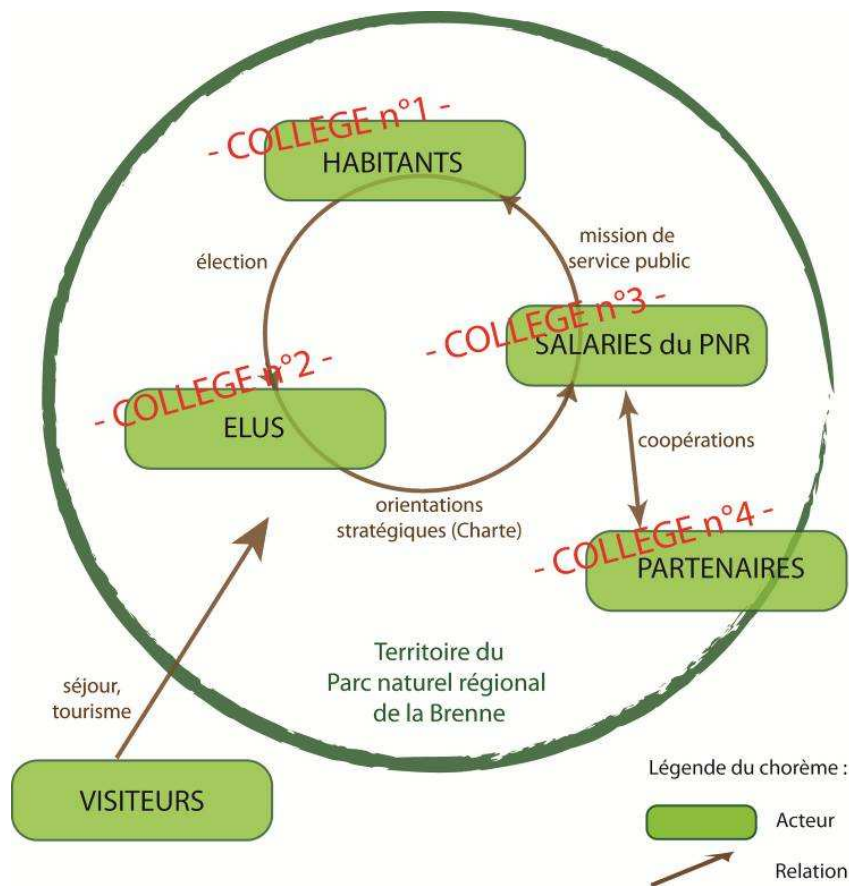 - COLLEGE n°1 -
HABITANTS
élection
mission de
service public
- COLLEGE n°3 -
SALARIES du PNR
- COLLEGE n°2 -
ELUS
coopérations
orientations
stratégiques (Charte)
- COLLEGE n°4 -
PARTENAIRES
Territoire du
Parc naturel régional
de la Brenne
séjour,
tourisme
VISITEURS
Légende du chorème :
Acteur
Relation